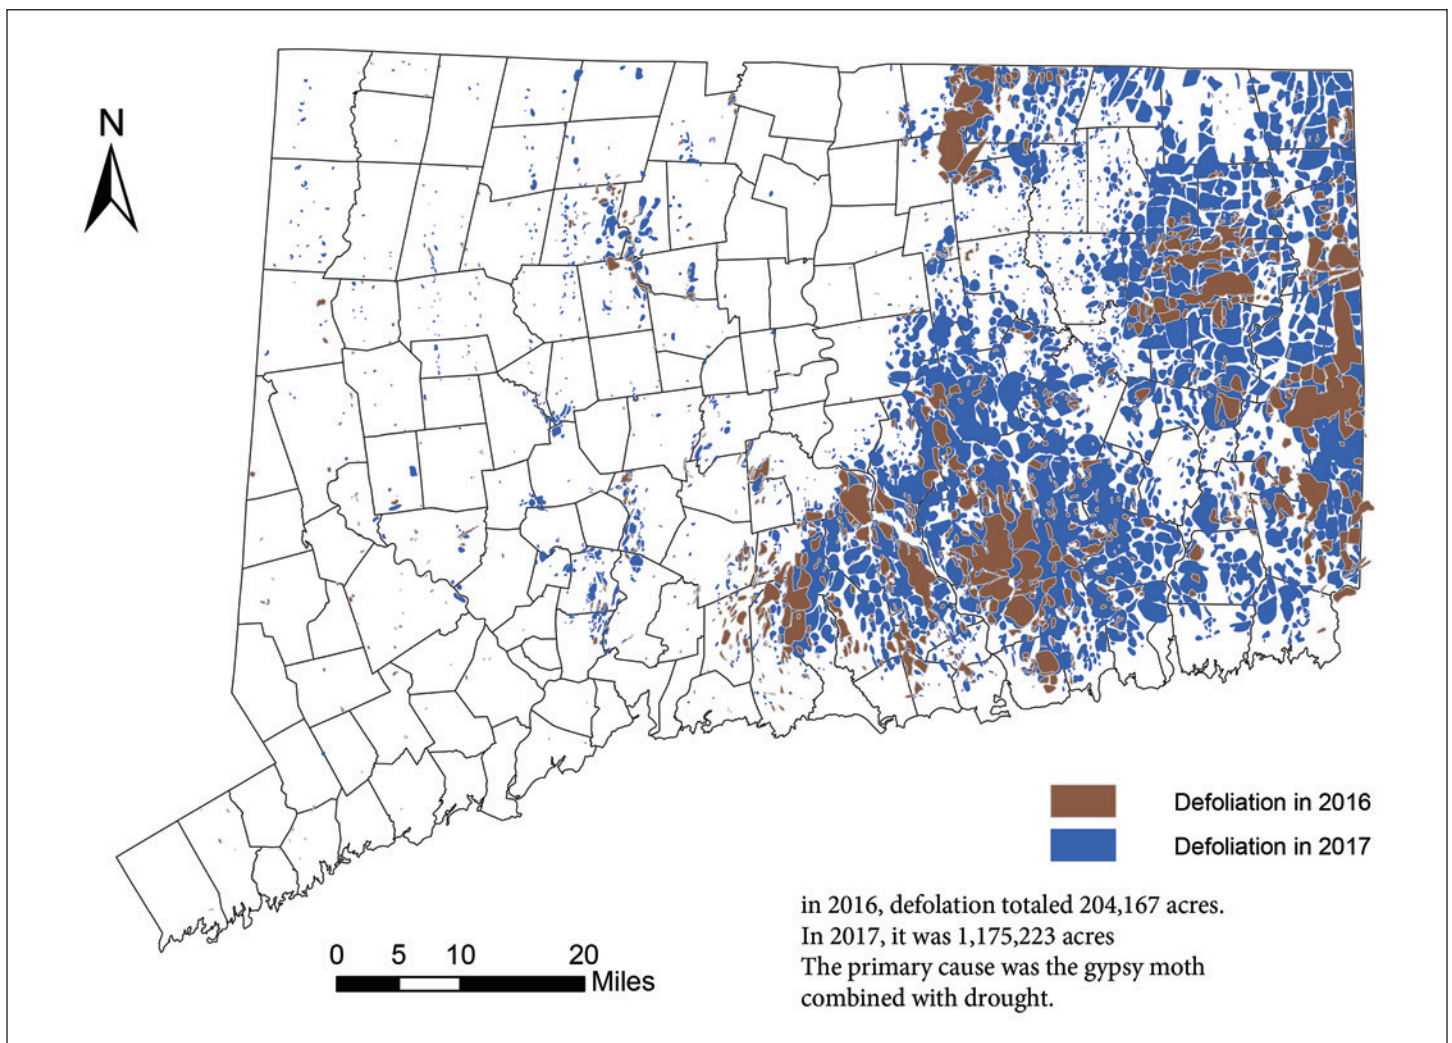 N
Defoliation in 2016
Defoliation in 2017
in 2016, defolation totaled 204,167 acres.
In 2017, it was 1,175,223 acres
The primary cause was the gypsy moth
combined with drought.
0 5 10 20
Miles